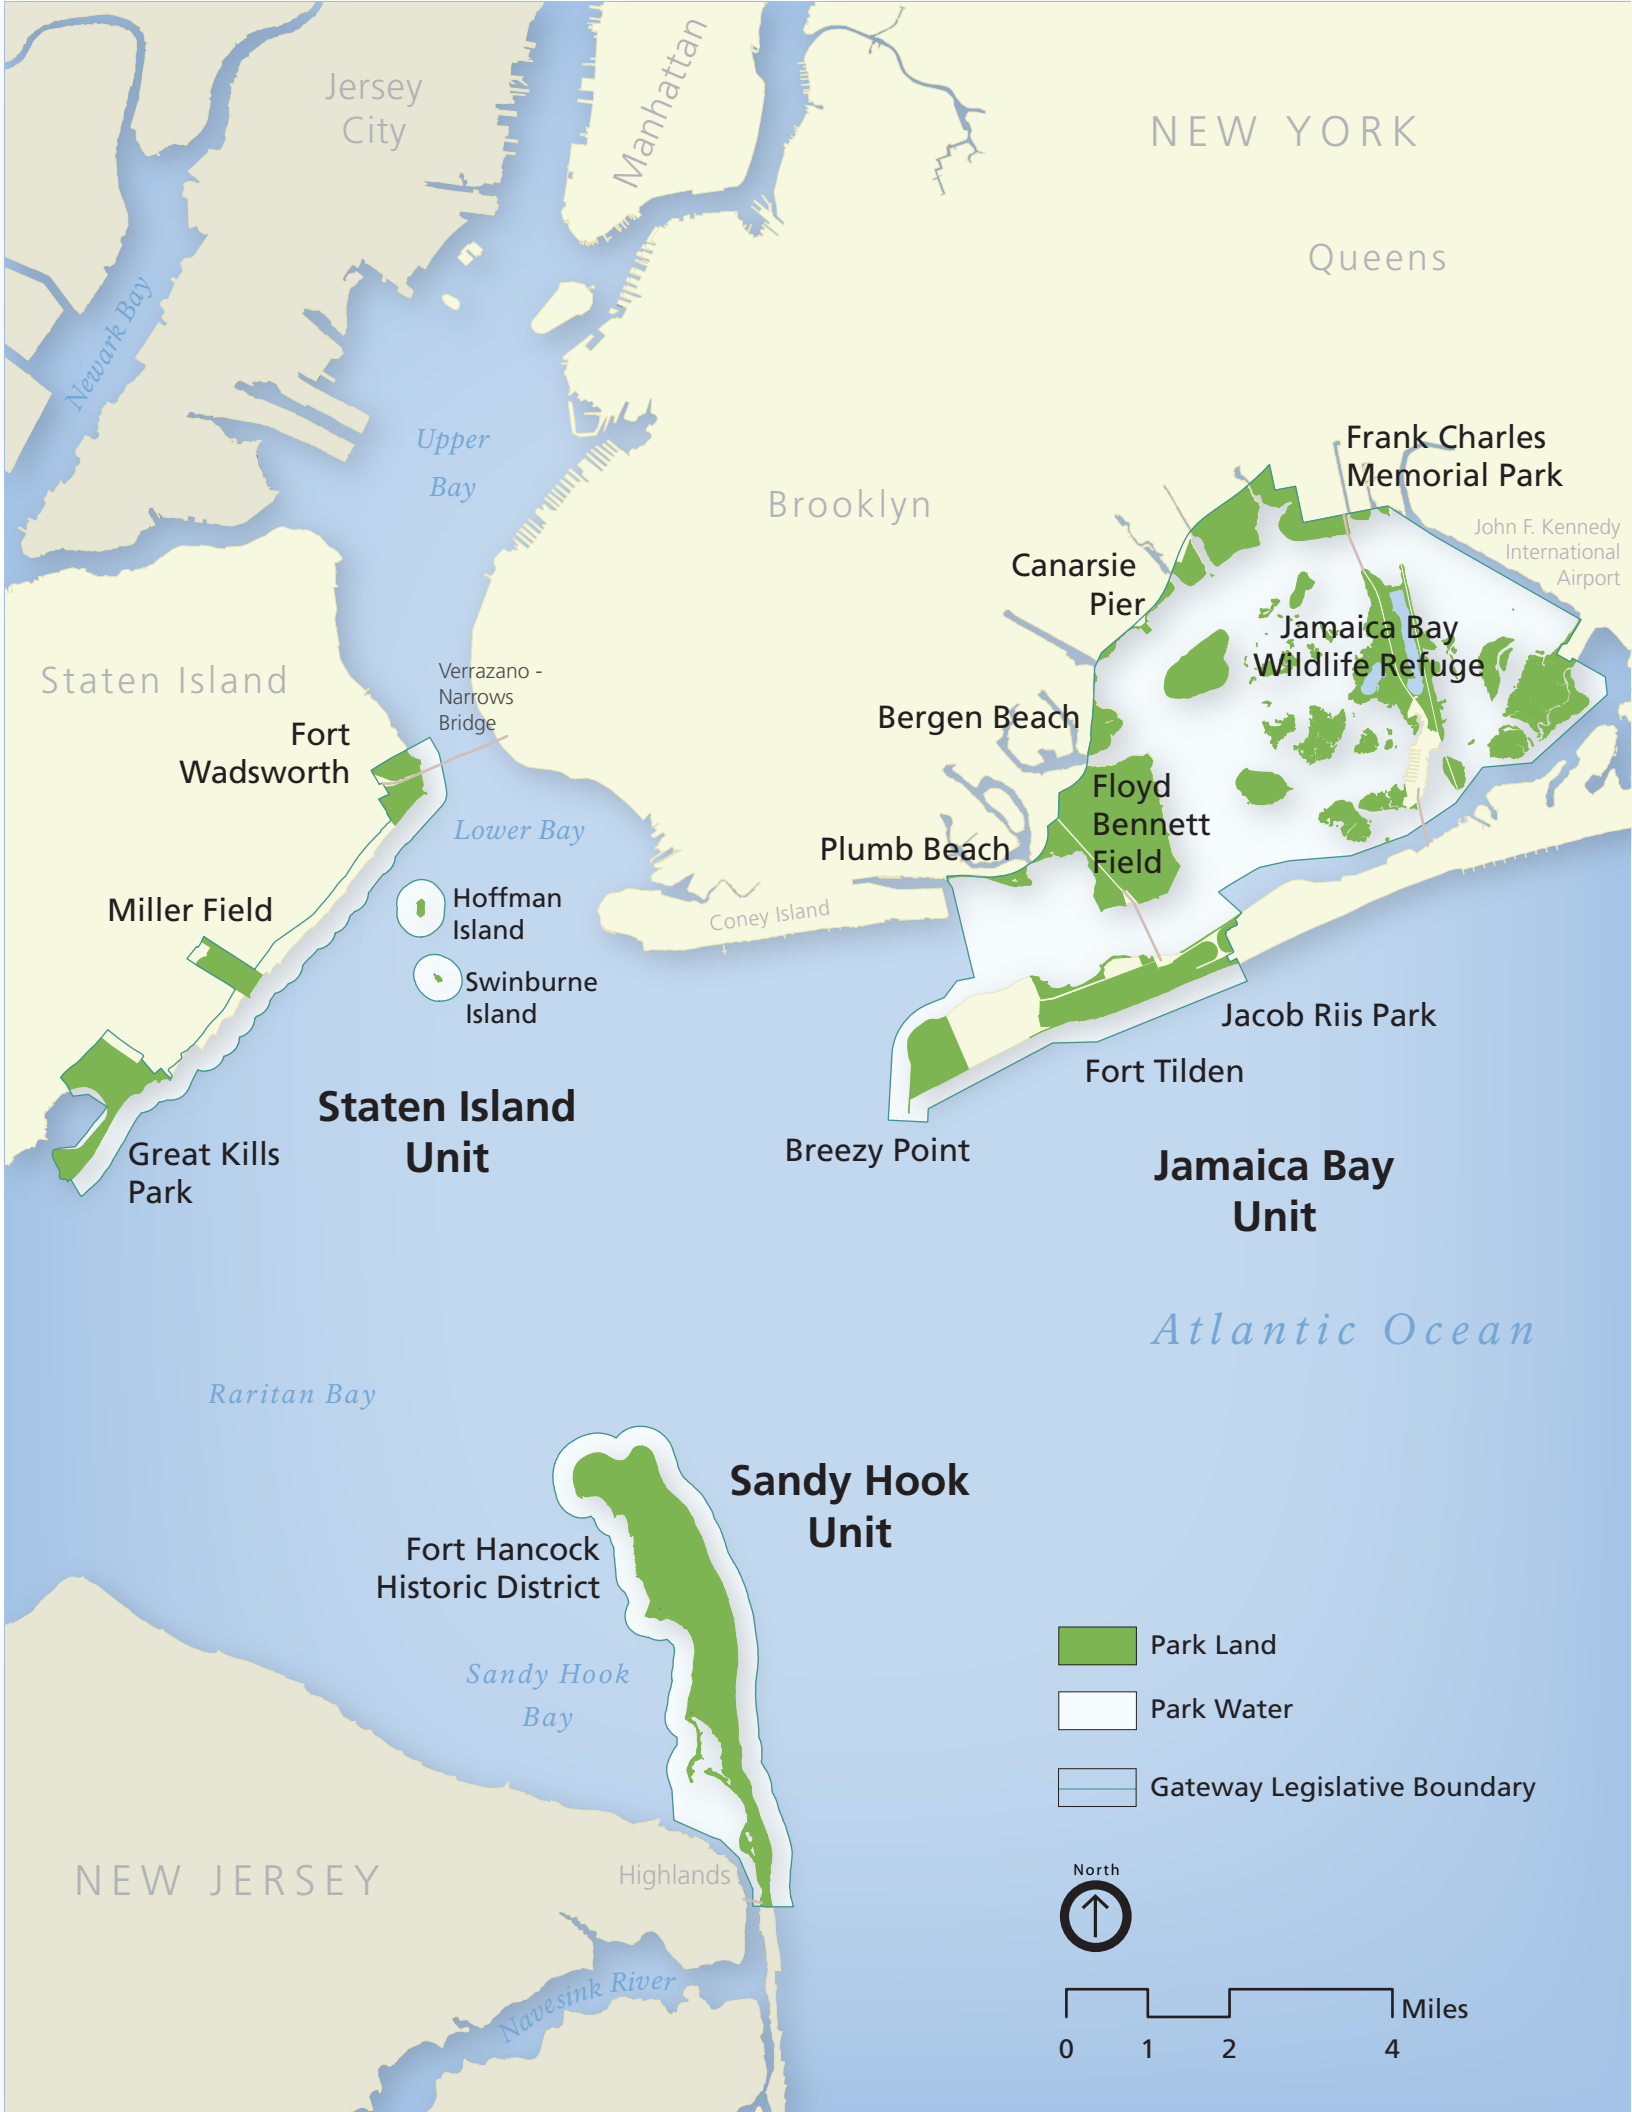 Jersey
City
Manhattan
NEW YORK
Queens
Newark Bay
Upper
Bay
Brooklyn
Frank Charles
Memorial Park
John F. Kennedy
International
Airport
Canarsie
Pier
Jamaica Bay
Wildlife Refuge
Staten Island
Verrazano -
Narrows
Bridge
Bergen Beach
Fort
Wadsworth
Floyd
Bennett
Field
Lower Bay
Plumb Beach
Hoffman
Island
Miller Field
Coney Island
Swinburne
Island
Jacob Riis Park
Fort Tilden
Staten Island
Unit
Great Kills
Park
Breezy Point
Jamaica Bay
Unit
Atlantic Ocean
Raritan Bay
Sandy Hook
Unit
Fort Hancock
Historic District
Sandy Hook
Bay
Park Land
Park Water
Gateway Legislative Boundary
NEW JERSEY
Highlands
North
Navesink River
Miles
0 1 2 4